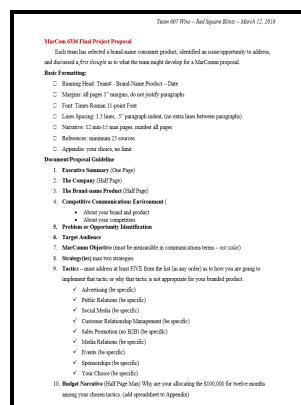 Team 007 Wins – Red Square Blints – March 12, 2018
MarCom 6336 Final Project Proposal
Each team has selected a brand-name consumer product, identified an issue/opportunity to address,
and discussed a first thought as to what the team might develop for a MarComm proposal.
Basic Formatting:
□ Running Head: Team# - Brand-Name Product – Date
□ Margins: all pages 1" margins, do not justify paragraphs
□ Font: Times Roman 11-point Font
□ Lines Spacing: 1.5 lines, .5" paragraph indent, (no extra lines between paragraphs)
□ Narrative: 12 min-15 max pages, number all pages
□ References: minimum 25 sources
□ Appendix: your choice, no limit
Document/Proposal Guideline
1. Executive Summary (One Page)
2. The Company (Half Page)
3. The Brand-name Product (Half Page)
4. Competitive Communications Environment (
• About your brand and product
• About your competitors
5. Problem or Opportunity Identification
6. Target Audience
7. MarComm Objective (must be measurable in communications terms – not sales)
8. Strategy(ies) max two strategies
9. Tactics – must address at least FIVE from the list (in any order) as to how you are going to
implement that tactic or why that tactic is not appropriate for your branded product.
✓ Advertising (be specific)
✓ Public Relations (be specific)
✓ Social Media (be specific)
✓ Customer Relationship Management (be specific)
✓ Sales Promotion (no B2B) (be specific)
✓ Media Relations (be specific)
✓ Events (be specific)
✓ Sponsorships (be specific)
✓ Your Choice (be specific)
10. Budget Narrative (Half Page Max) Why are your allocating the $100,000 for twelve months
among your chosen tactics. (add spreadsheet to Appendix)